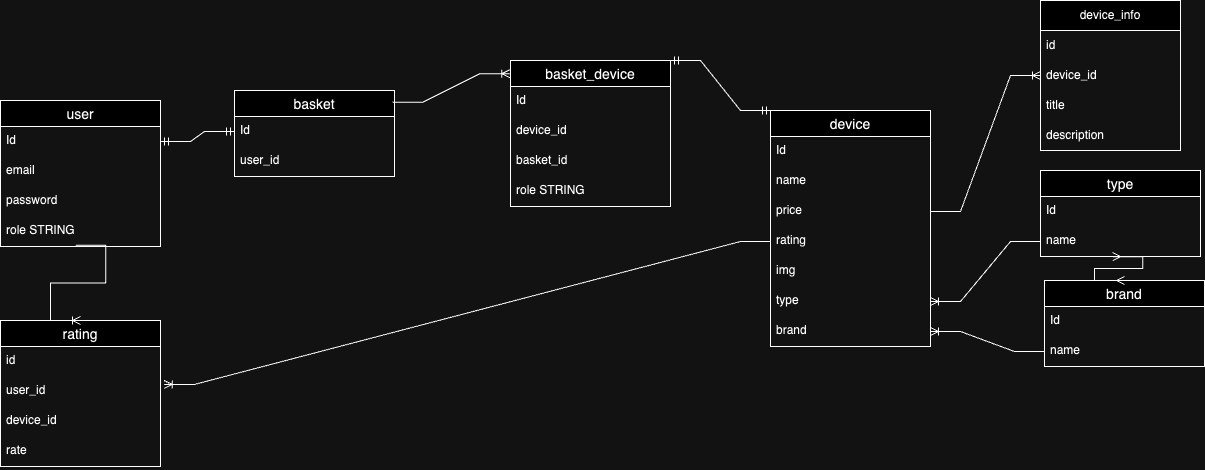 user
Id
email
password
role STRING
basket
Id
user_id
basket_device
Id
device_id
basket_id
role STRING
device
Id
name
price
rating
img
type
brand
device_info
id
device_id
title
description
type
Id
name
brand
Id
name
rating
id
user_id
device_id
rate